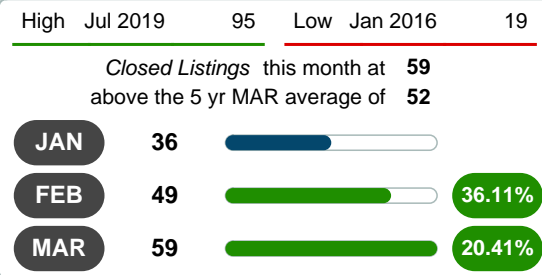 High Jul 2019 95 Low Jan 2016 19
Closed Listings this month at 59
above the 5 yr MAR average of 52
JAN 36
FEB 49 36.11%
MAR 59 20.41%